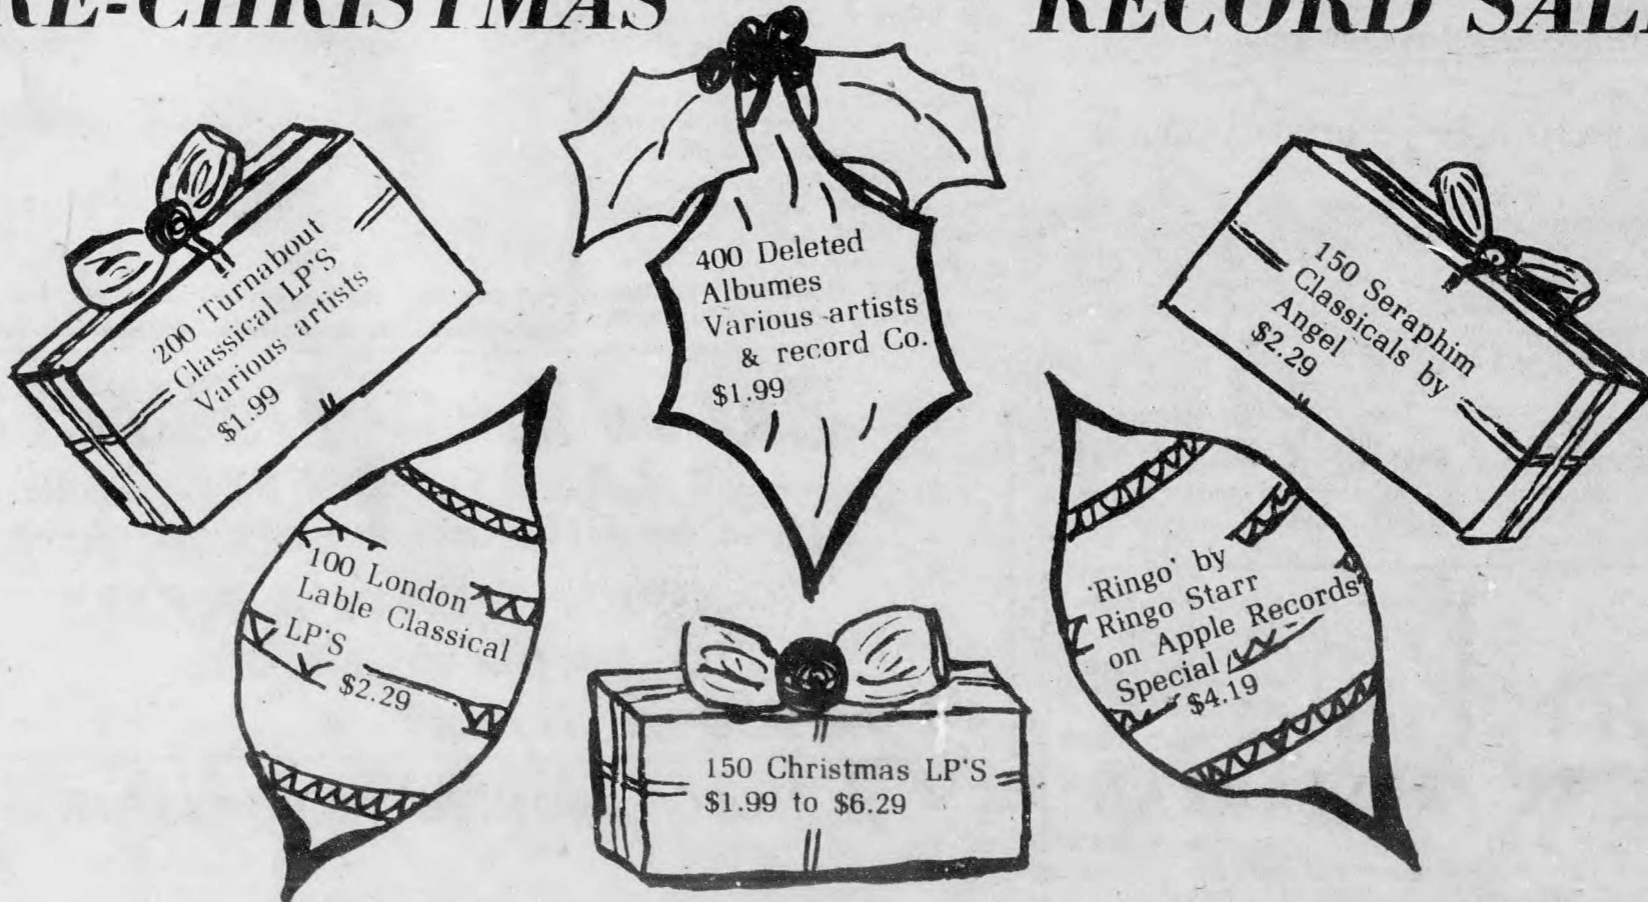 RE-CHRISTMAS RECORD SAL
200 Turnabout
Classical LP'S
Various artists
$1.99
400 Deleted
Albumes
Various artists
& record Co.
$1.99
150 Seraphim
Classicals by
Angel
$2.29
100 London
Lable Classical
LP'S
$2.29
150 Christmas LP'S
$1.99 to $6.29
'Ringo' by
Ringo Starr
on Apple Records
Special
$4.19